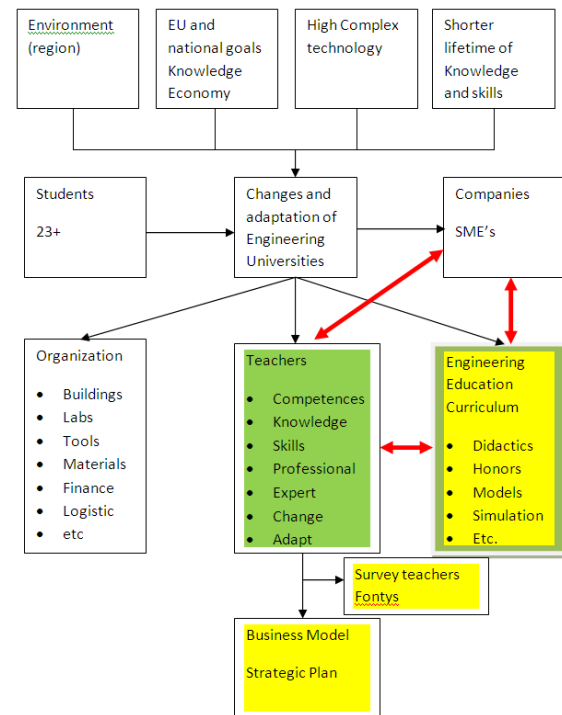 Environment
(region)
EU and
national goals
Knowledge
Economy
High Complex
technology
Shorter
lifetime of
Knowledge
and skills
Students
23+
Changes and
adaptation of
Engineering
Universities
Companies
SME's
Organization
• Buildings
• Labs
• Tools
• Materials
• Finance
• Logistic
• etc
Teachers
• Competences
• Knowledge
• Skills
• Professional
• Expert
• Change
• Adapt
Engineering
Education
Curriculum
• Didactics
• Honors
• Models
• Simulation
• Etc.
Survey teachers
Fontys
Business Model
Strategic Plan